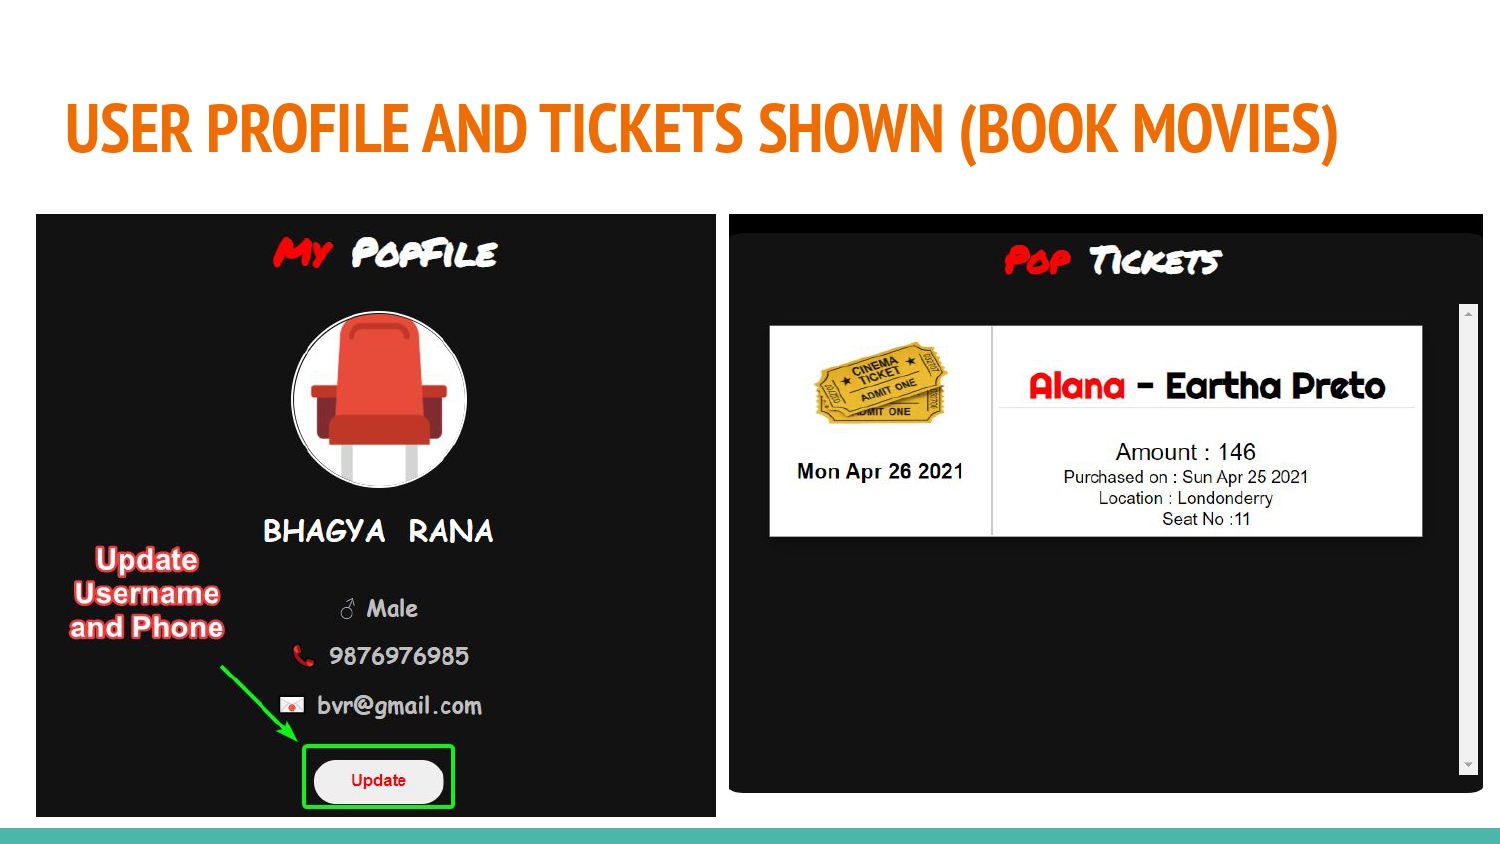 USER PROFILE AND TICKETS SHOWN (BOOK MOVIES)
My PopFile
BHAGYA RANA
Update
Username
and Phone
♂ Male
9876976985
bvr@gmail.com
Update
Pop Tickets
CINEMA
TICKET
ADMIT ONE
ADMIT ONE
Mon Apr 26 2021
Alana - Eartha Preto
Amount : 146
Purchased on : Sun Apr 25 2021
Location : Londonderry
Seat No :11